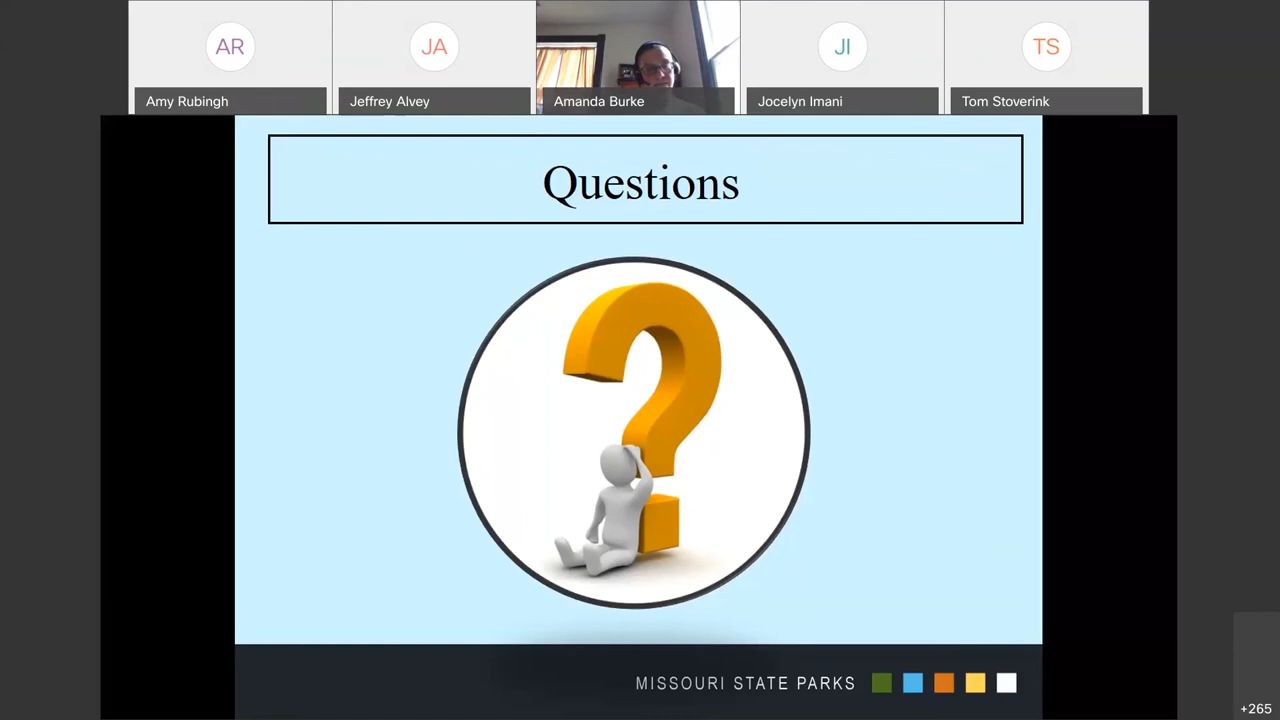 AR
JA
JI
TS
Amy Rubingh
Jeffrey Alvey
Amanda Burke
Jocelyn Imani
Tom Stoverink
Questions
MISSOURI STATE PARKS
+265